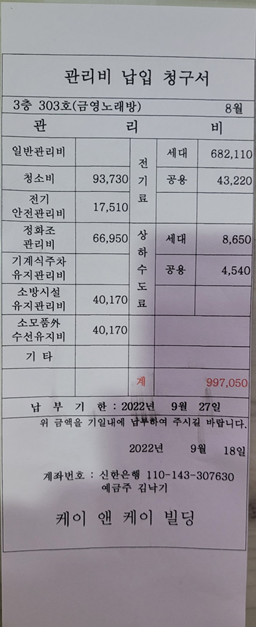 관리비 납입 청구서
3층 303호(금영노래방) 8월
관 리 비
일반관리비 전기료 세대 682,110
청소비 93,730 공용 43,220
전기
안전관리비 17,510
정화조
관리비 66,950 상하수도료 세대 8,650
기계식주차
유지관리비 공용 4,540
소방시설
유지관리비 40,170
소모품外
수선유지비 40,170
기 타
계 997,050
납 부 기 한 : 2022년 9월 27일
위 금액을 기일내에 납부하여 주시길 바랍니다.
2022년 9월 18일
계좌번호 : 신한은행 110-143-307630
예금주 김낙기
케이 앤 케이 빌딩